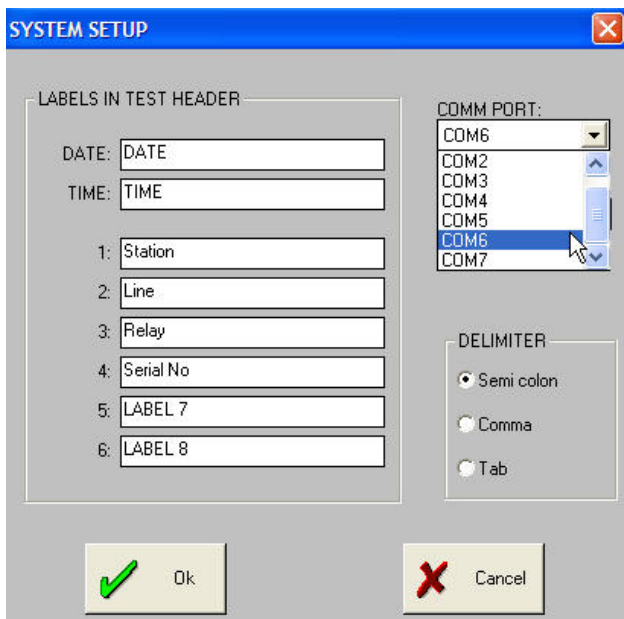 SYSTEM SETUP
LABELS IN TEST HEADER
DATE: DATE
TIME: TIME
1: Station
2: Line
3: Relay
4: Serial No
5: LABEL 7
6: LABEL 8
COMM PORT:
COM6
COM2
COM3
COM4
COM5
COM6
COM7
DELIMITER
Semi colon
Comma
Tab
Ok
Cancel